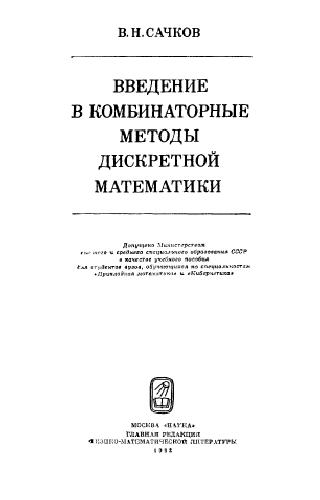 В. Н. САЧКОВ
ВВЕДЕНИЕ
В КОМБИНАТОРНЫЕ
МЕТОДЫ
ДИСКРЕТНОЙ
МАТЕМАТИКИ
Допущено Министерством
высшего и среднего специального образования СССР
в качестве учебного пособия
для студентов вузов, обучающихся по специальностям
«Прикладная математика» и «Кибернетика»
МОСКВА «НАУКА»
ГЛАВНАЯ РЕДАКЦИЯ
ФИЗИКО-МАТЕМАТИЧЕСКОЙ ЛИТЕРАТУРЫ
1982